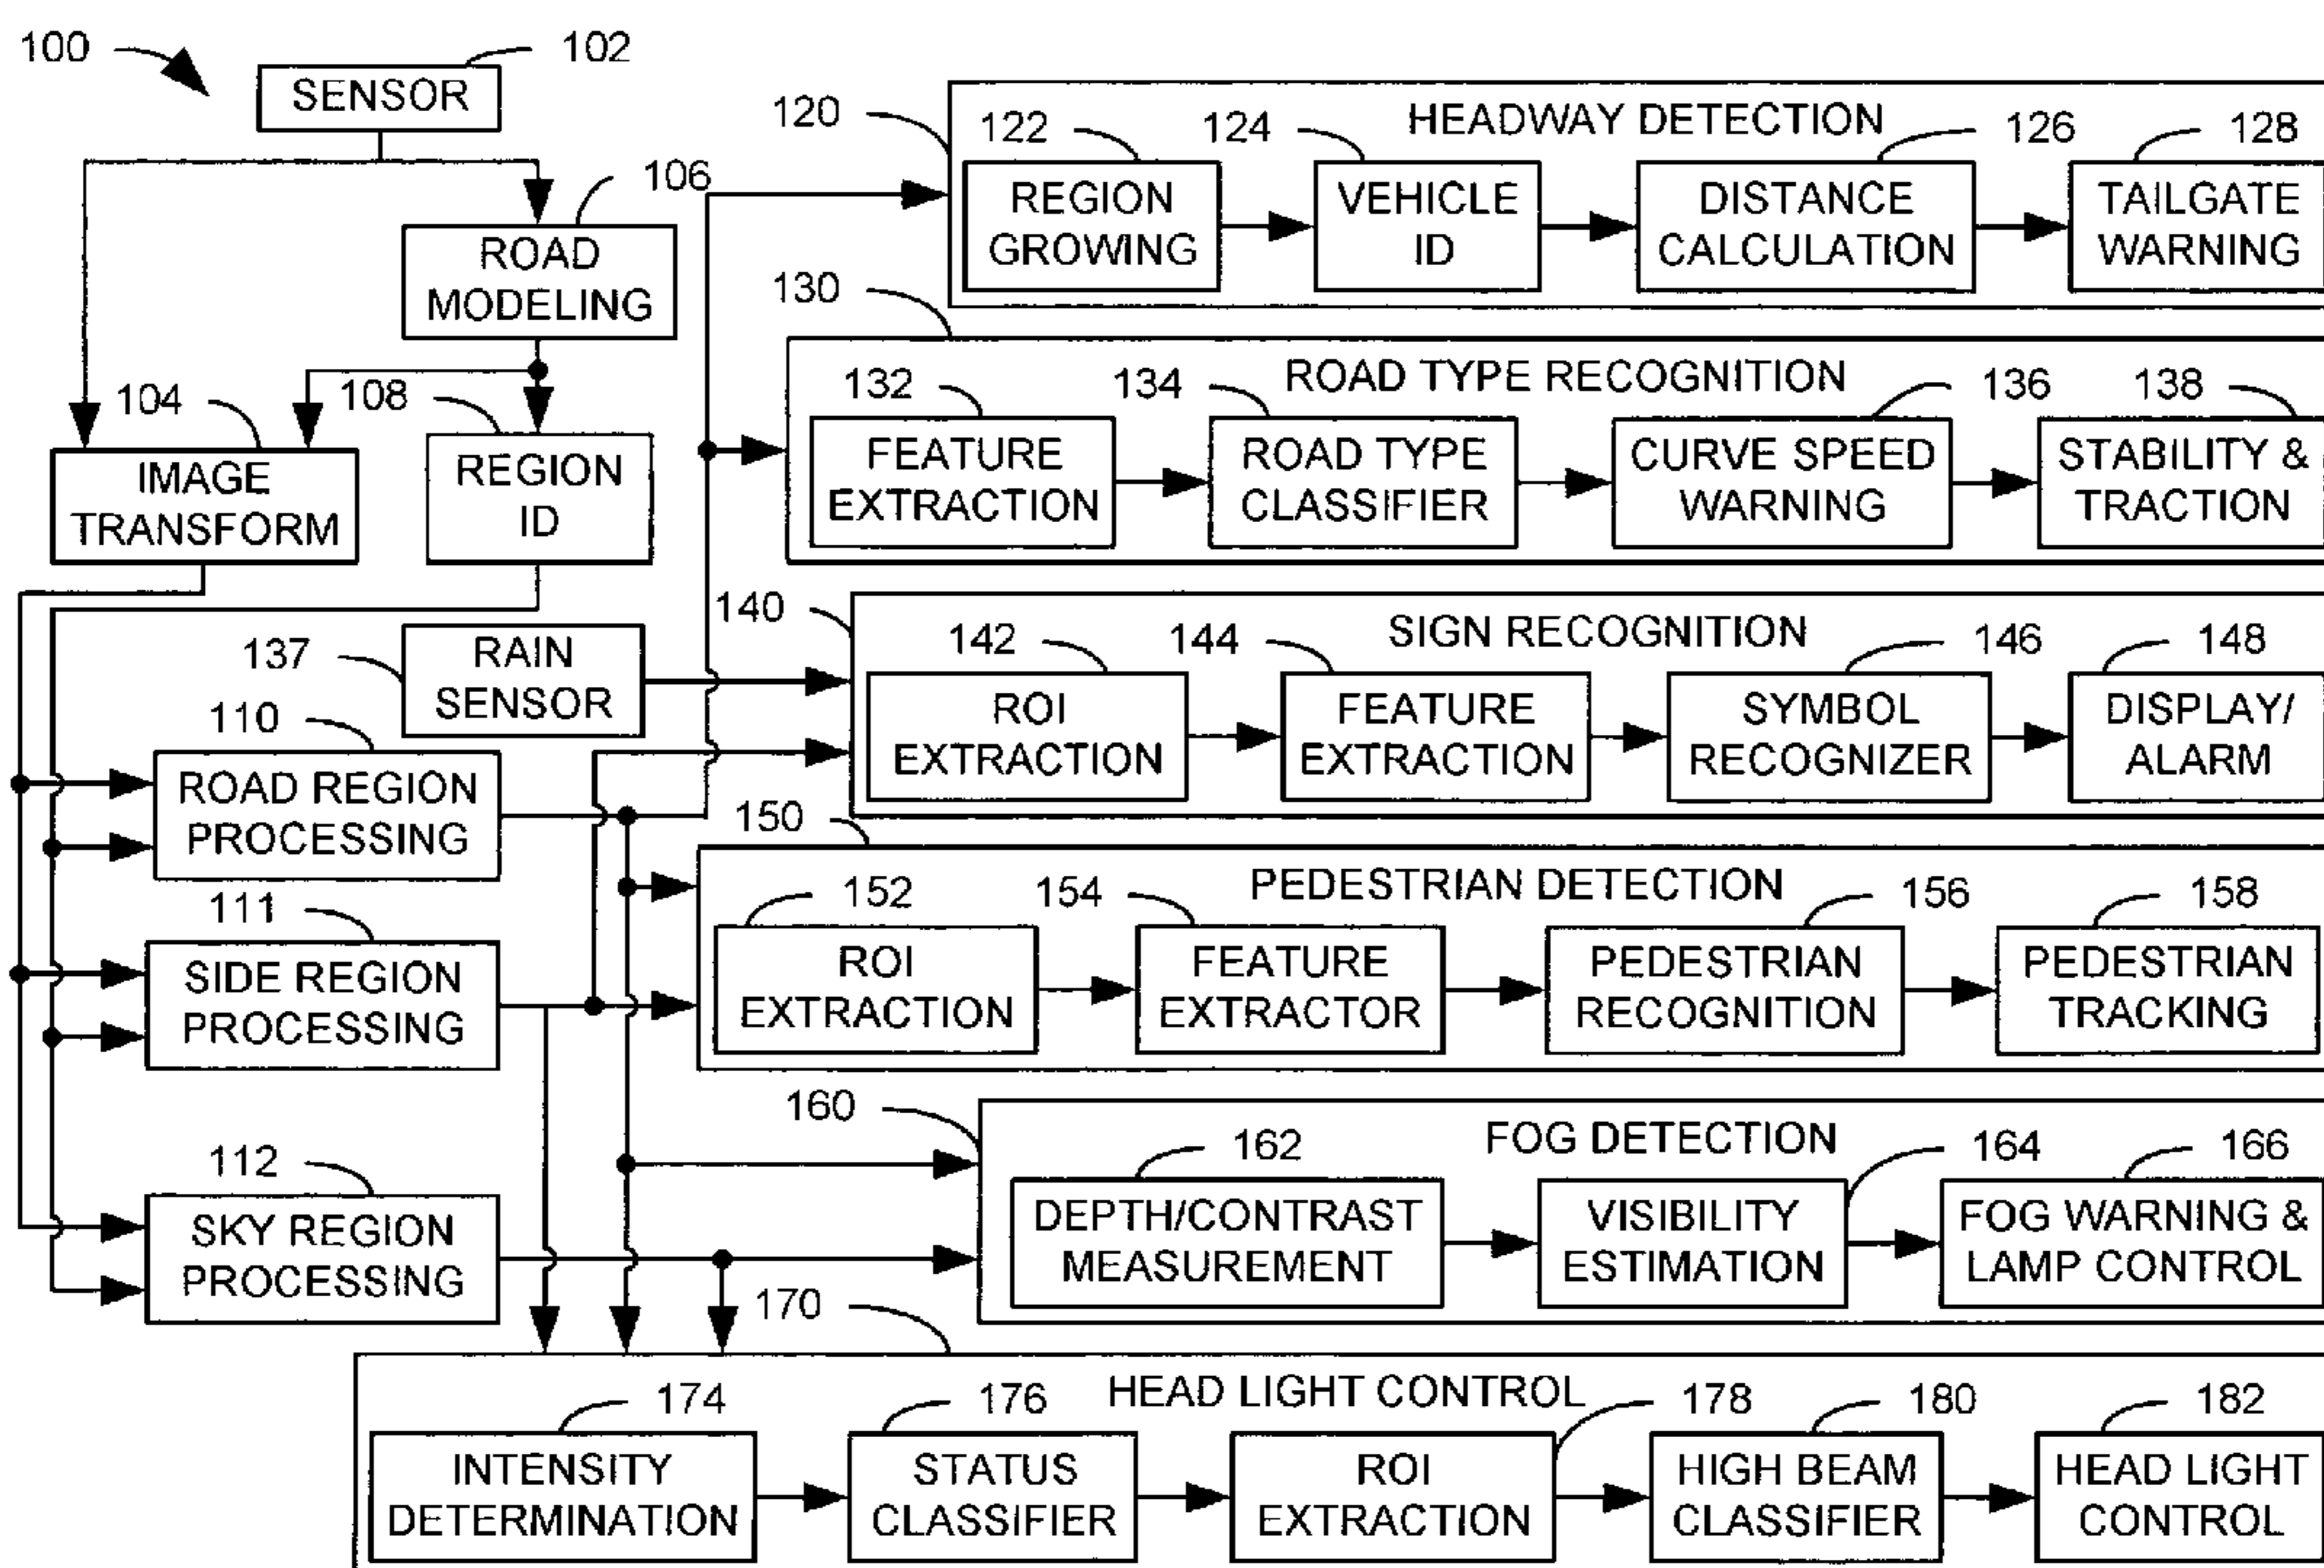 100
SENSOR
102
106
ROAD
MODELING
104
IMAGE
TRANSFORM
108
REGION
ID
137
RAIN
SENSOR
110
ROAD REGION
PROCESSING
111
SIDE REGION
PROCESSING
112
SKY REGION
PROCESSING
120
HEADWAY DETECTION
122
REGION
GROWING
124
VEHICLE
ID
126
DISTANCE
CALCULATION
128
TAILGATE
WARNING
130
ROAD TYPE RECOGNITION
132
FEATURE
EXTRACTION
134
ROAD TYPE
CLASSIFIER
136
CURVE SPEED
WARNING
138
STABILITY &
TRACTION
140
SIGN RECOGNITION
142
ROI
EXTRACTION
144
FEATURE
EXTRACTION
146
SYMBOL
RECOGNIZER
148
DISPLAY/
ALARM
150
PEDESTRIAN DETECTION
152
ROI
EXTRACTION
154
FEATURE
EXTRACTOR
156
PEDESTRIAN
RECOGNITION
158
PEDESTRIAN
TRACKING
160
FOG DETECTION
162
DEPTH/CONTRAST
MEASUREMENT
164
VISIBILITY
ESTIMATION
166
FOG WARNING &
LAMP CONTROL
170
HEAD LIGHT CONTROL
174
INTENSITY
DETERMINATION
176
STATUS
CLASSIFIER
178
ROI
EXTRACTION
180
HIGH BEAM
CLASSIFIER
182
HEAD LIGHT
CONTROL